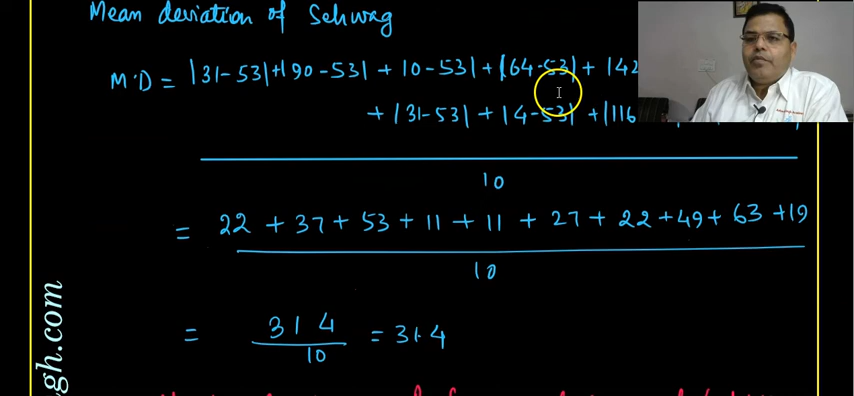 Mean deviation of Sehwag
M.D = |31-53|+|90-53| + |0-53| + |64-53| + |42
+ |31-53| + |4-53| + |116
10
= 22 + 37 + 53 + 11 + 11 + 27 + 22 + 49 + 63 + 19
10
= 314 = 31.4
10
gh.com